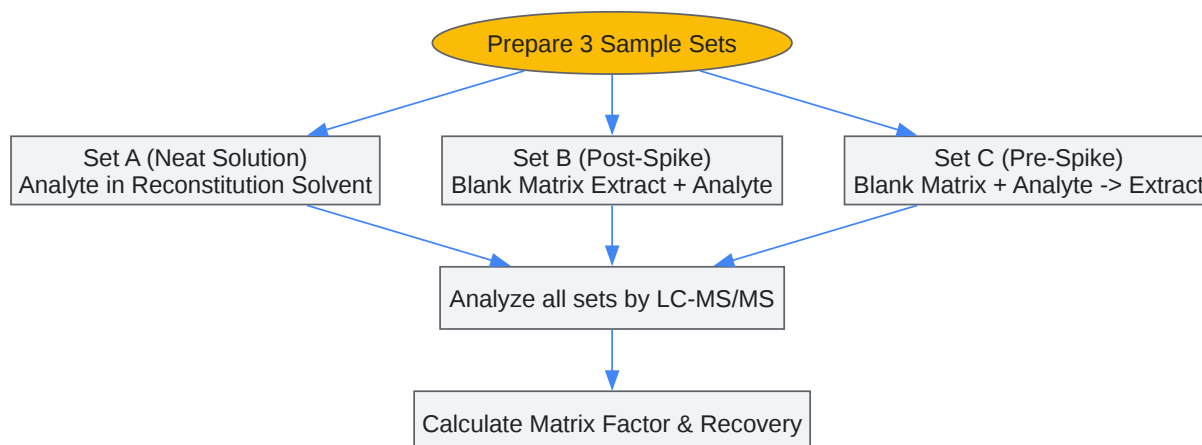 Prepare 3 Sample Sets
Set A (Neat Solution)
Analyte in Reconstitution Solvent
Set B (Post-Spike)
Blank Matrix Extract + Analyte
Set C (Pre-Spike)
Blank Matrix + Analyte -> Extract
Analyze all sets by LC-MS/MS
Calculate Matrix Factor & Recovery